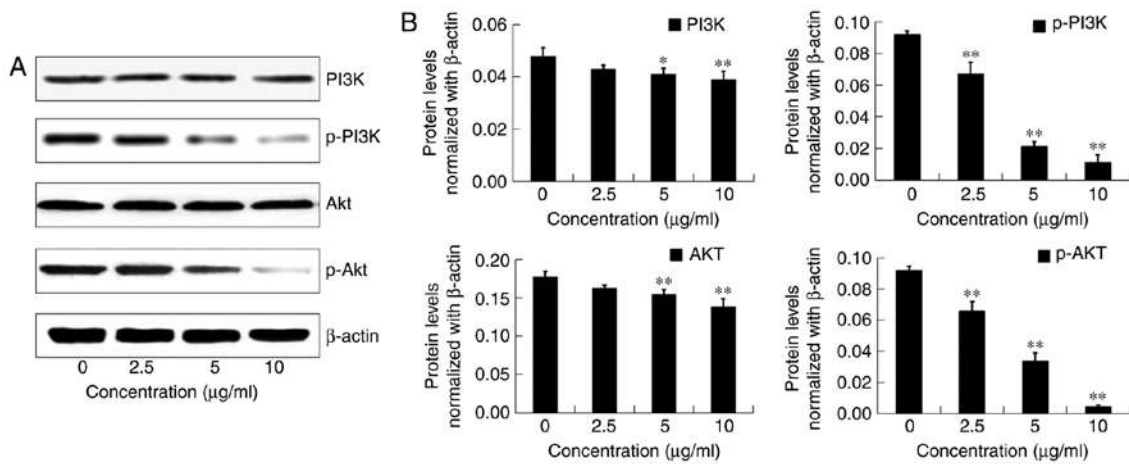 A
PI3K
p-PI3K
Akt
p-Akt
β-actin
0 2.5 5 10
Concentration (μg/ml)
B
PI3K
Protein levels
normalized with β-actin
0.06
0.04
0.02
0.00
* **
0 2.5 5 10
Concentration (μg/ml)
p-PI3K
Protein levels
normalized with β-actin
0.10
0.08
0.06
0.04
0.02
0.00
** ** **
0 2.5 5 10
Concentration (μg/ml)
AKT
Protein levels
normalized with β-actin
0.20
0.15
0.10
0.05
0.00
** **
0 2.5 5 10
Concentration (μg/ml)
p-AKT
Protein levels
normalized with β-actin
0.10
0.08
0.06
0.04
0.02
0.00
** ** **
0 2.5 5 10
Concentration (μg/ml)